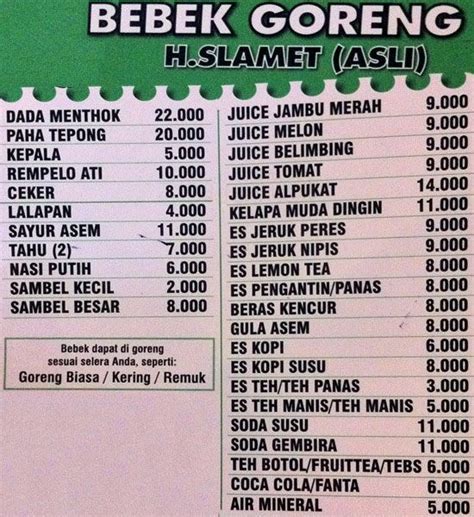 BEBEK GORENG
H.SLAMET (ASLI)
DADA MENTHOK 22.000
PAHA TEPONG 20.000
KEPALA 5.000
REMPELO ATI 10.000
CEKER 8.000
LALAPAN 4.000
SAYUR ASEM 11.000
TAHU (2) 7.000
NASI PUTIH 6.000
SAMBEL KECIL 2.000
SAMBEL BESAR 8.000
Bebek dapat di goreng
sesuai selera Anda, seperti:
Goreng Biasa / Kering / Remuk
JUICE JAMBU MERAH 9.000
JUICE MELON 9.000
JUICE BELIMBING 9.000
JUICE TOMAT 9.000
JUICE ALPUKAT 14.000
KELAPA MUDA DINGIN 11.000
ES JERUK PERES 9.000
ES JERUK NIPIS 9.000
ES LEMON TEA 8.000
ES PENGANTIN/PANAS 8.000
BERAS KENCUR 8.000
GULA ASEM 8.000
ES KOPI 6.000
ES KOPI SUSU 8.000
ES TEH/TEH PANAS 3.000
ES TEH MANIS/TEH MANIS 5.000
SODA SUSU 11.000
SODA GEMBIRA 11.000
TEH BOTOL/FRUITTEA/TEBS 6.000
COCA COLA/FANTA 6.000
AIR MINERAL 5.000